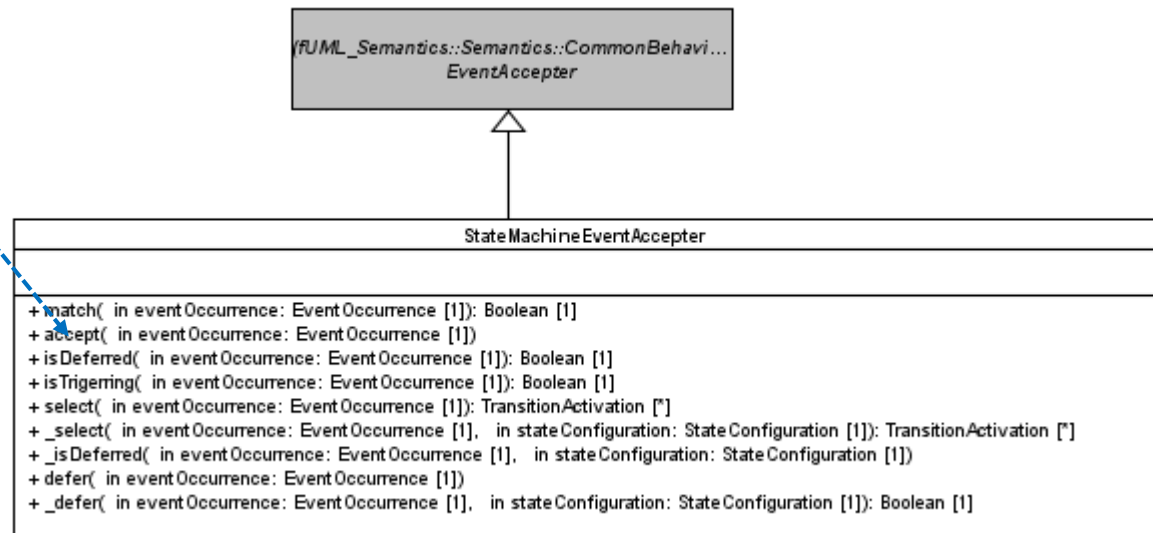 (fUML_Semantics::Semantics::CommonBehavi...
EventAccepter
StateMachineEventAccepter
+ match( in eventOccurrence: EventOccurrence [1]): Boolean [1]
+ accept( in eventOccurrence: EventOccurrence [1])
+ isDeferred( in eventOccurrence: EventOccurrence [1]): Boolean [1]
+ isTrigerring( in eventOccurrence: EventOccurrence [1]): Boolean [1]
+ select( in eventOccurrence: EventOccurrence [1]): TransitionActivation [*]
+ _select( in eventOccurrence: EventOccurrence [1], in stateConfiguration: StateConfiguration [1]): TransitionActivation [*]
+ _isDeferred( in eventOccurrence: EventOccurrence [1], in stateConfiguration: StateConfiguration [1])
+ defer( in eventOccurrence: EventOccurrence [1])
+ _defer( in eventOccurrence: EventOccurrence [1], in stateConfiguration: StateConfiguration [1]): Boolean [1]